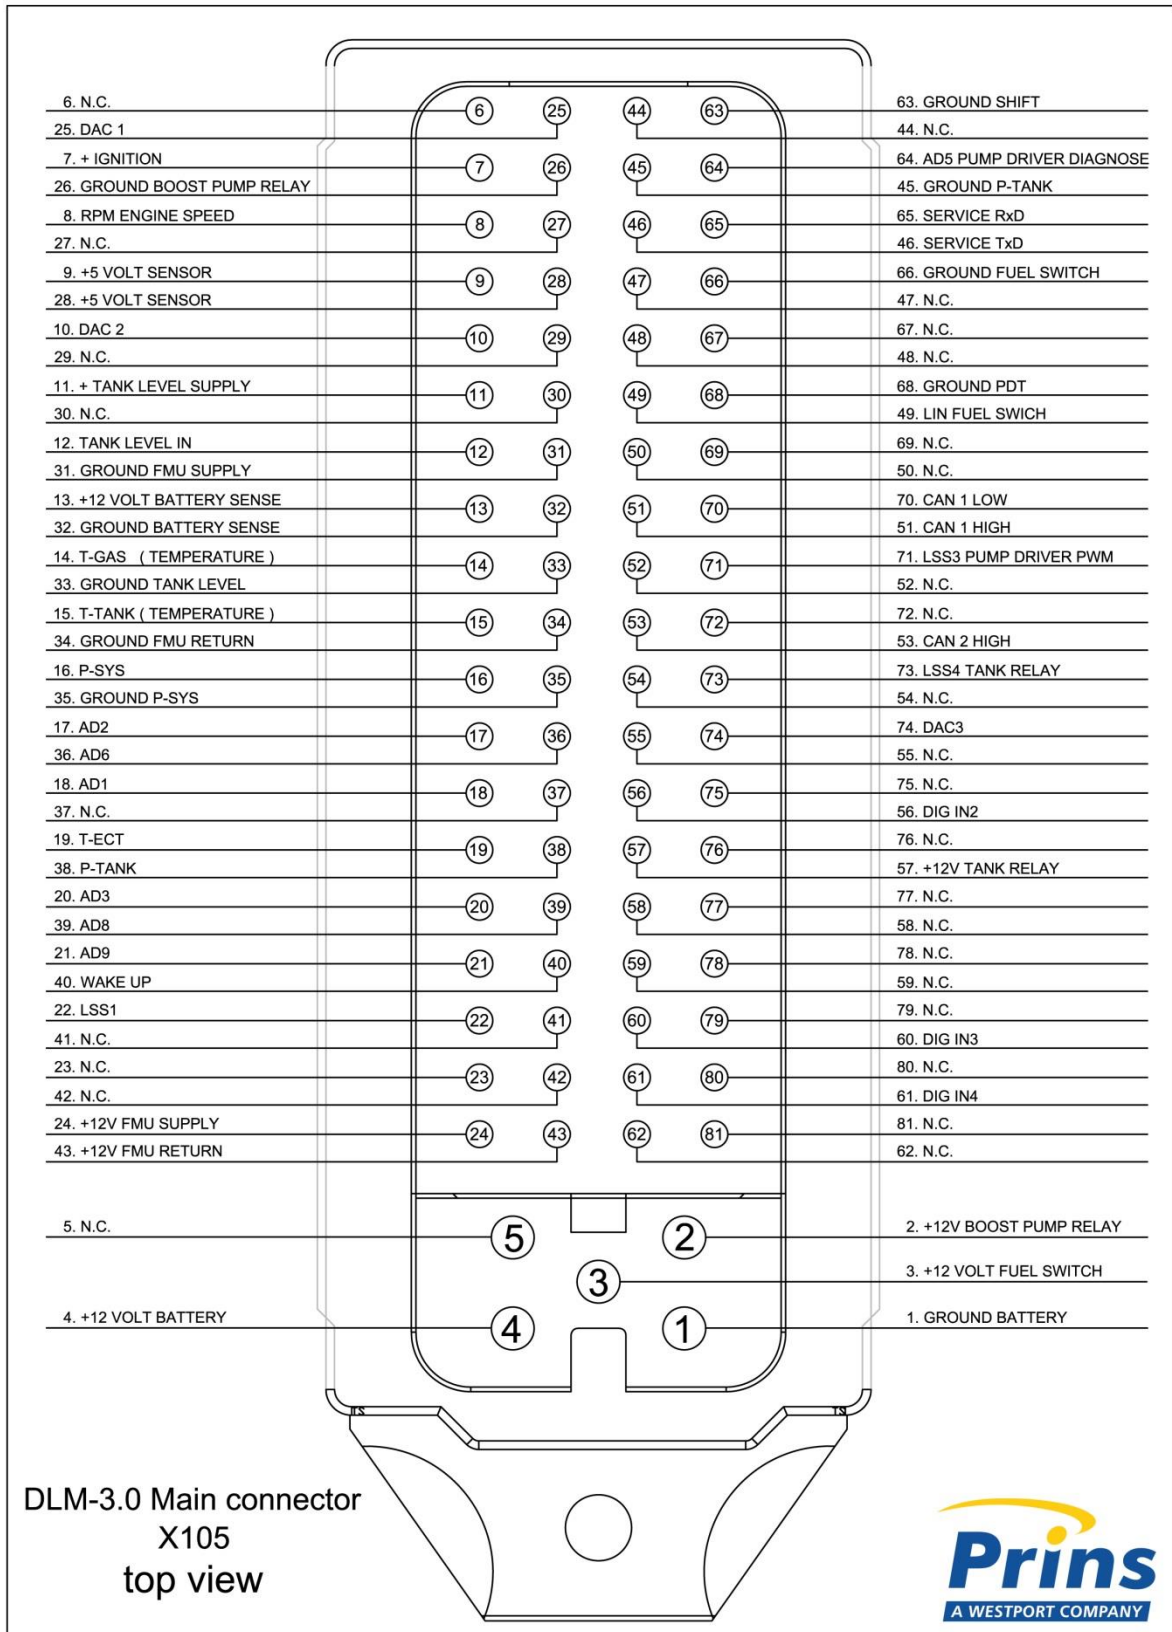 6. N.C.
25. DAC 1
7. + IGNITION
26. GROUND BOOST PUMP RELAY
8. RPM ENGINE SPEED
27. N.C.
9. +5 VOLT SENSOR
28. +5 VOLT SENSOR
10. DAC 2
29. N.C.
11. + TANK LEVEL SUPPLY
30. N.C.
12. TANK LEVEL IN
31. GROUND FMU SUPPLY
13. +12 VOLT BATTERY SENSE
32. GROUND BATTERY SENSE
14. T-GAS ( TEMPERATURE )
33. GROUND TANK LEVEL
15. T-TANK ( TEMPERATURE )
34. GROUND FMU RETURN
16. P-SYS
35. GROUND P-SYS
17. AD2
36. AD6
18. AD1
37. N.C.
19. T-ECT
38. P-TANK
20. AD3
39. AD8
21. AD9
40. WAKE UP
22. LSS1
41. N.C.
23. N.C.
42. N.C.
24. +12V FMU SUPPLY
43. +12V FMU RETURN
5. N.C.
4. +12 VOLT BATTERY
6 25 44 63
7 26 45 64
8 27 46 65
9 28 47 66
10 29 48 67
11 30 49 68
12 31 50 69
13 32 51 70
14 33 52 71
15 34 53 72
16 35 54 73
17 36 55 74
18 37 56 75
19 38 57 76
20 39 58 77
21 40 59 78
22 41 60 79
23 42 61 80
24 43 62 81
5 2
3
4 1
63. GROUND SHIFT
44. N.C.
64. AD5 PUMP DRIVER DIAGNOSE
45. GROUND P-TANK
65. SERVICE RxD
46. SERVICE TxD
66. GROUND FUEL SWITCH
47. N.C.
67. N.C.
48. N.C.
68. GROUND PDT
49. LIN FUEL SWICH
69. N.C.
50. N.C.
70. CAN 1 LOW
51. CAN 1 HIGH
71. LSS3 PUMP DRIVER PWM
52. N.C.
72. N.C.
53. CAN 2 HIGH
73. LSS4 TANK RELAY
54. N.C.
74. DAC3
55. N.C.
75. N.C.
56. DIG IN2
76. N.C.
57. +12V TANK RELAY
77. N.C.
58. N.C.
78. N.C.
59. N.C.
79. N.C.
60. DIG IN3
80. N.C.
61. DIG IN4
81. N.C.
62. N.C.
2. +12V BOOST PUMP RELAY
3. +12 VOLT FUEL SWITCH
1. GROUND BATTERY
DLM-3.0 Main connector
X105
top view
Prins
A WESTPORT COMPANY